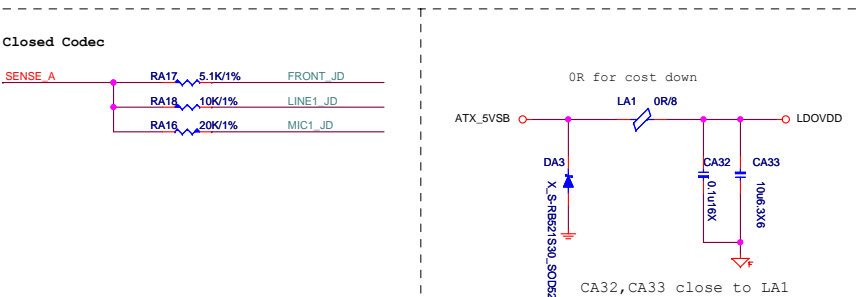 Closed Codec
SENSE_A
RA17 5.1K/1% FRONT_JD
RA18 10K/1% LINE1_JD
RA16 20K/1% MIC1_JD
0R for cost down
LA1 0R/8
ATX_5VSB
LDOVDD
DA3
X_S-RB521S30_SOD52
CA32
0.1u16X
CA33
10u6.3X6
F
CA32,CA33 close to LA1